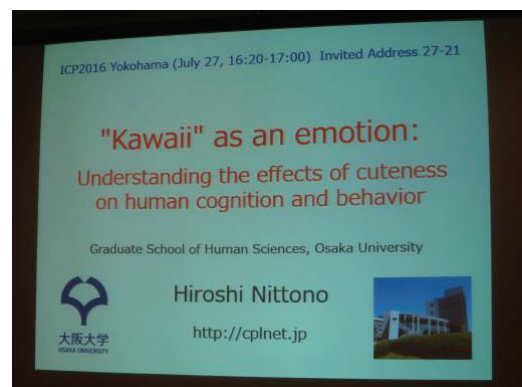 ICP2016 Yokohama (July 27, 16:20-17:00) Invited Address 27-21
"Kawaii" as an emotion:
Understanding the effects of cuteness
on human cognition and behavior
Graduate School of Human Sciences, Osaka University
Hiroshi Nittono
http://cplnet.jp
大阪大学
OSAKA UNIVERSITY